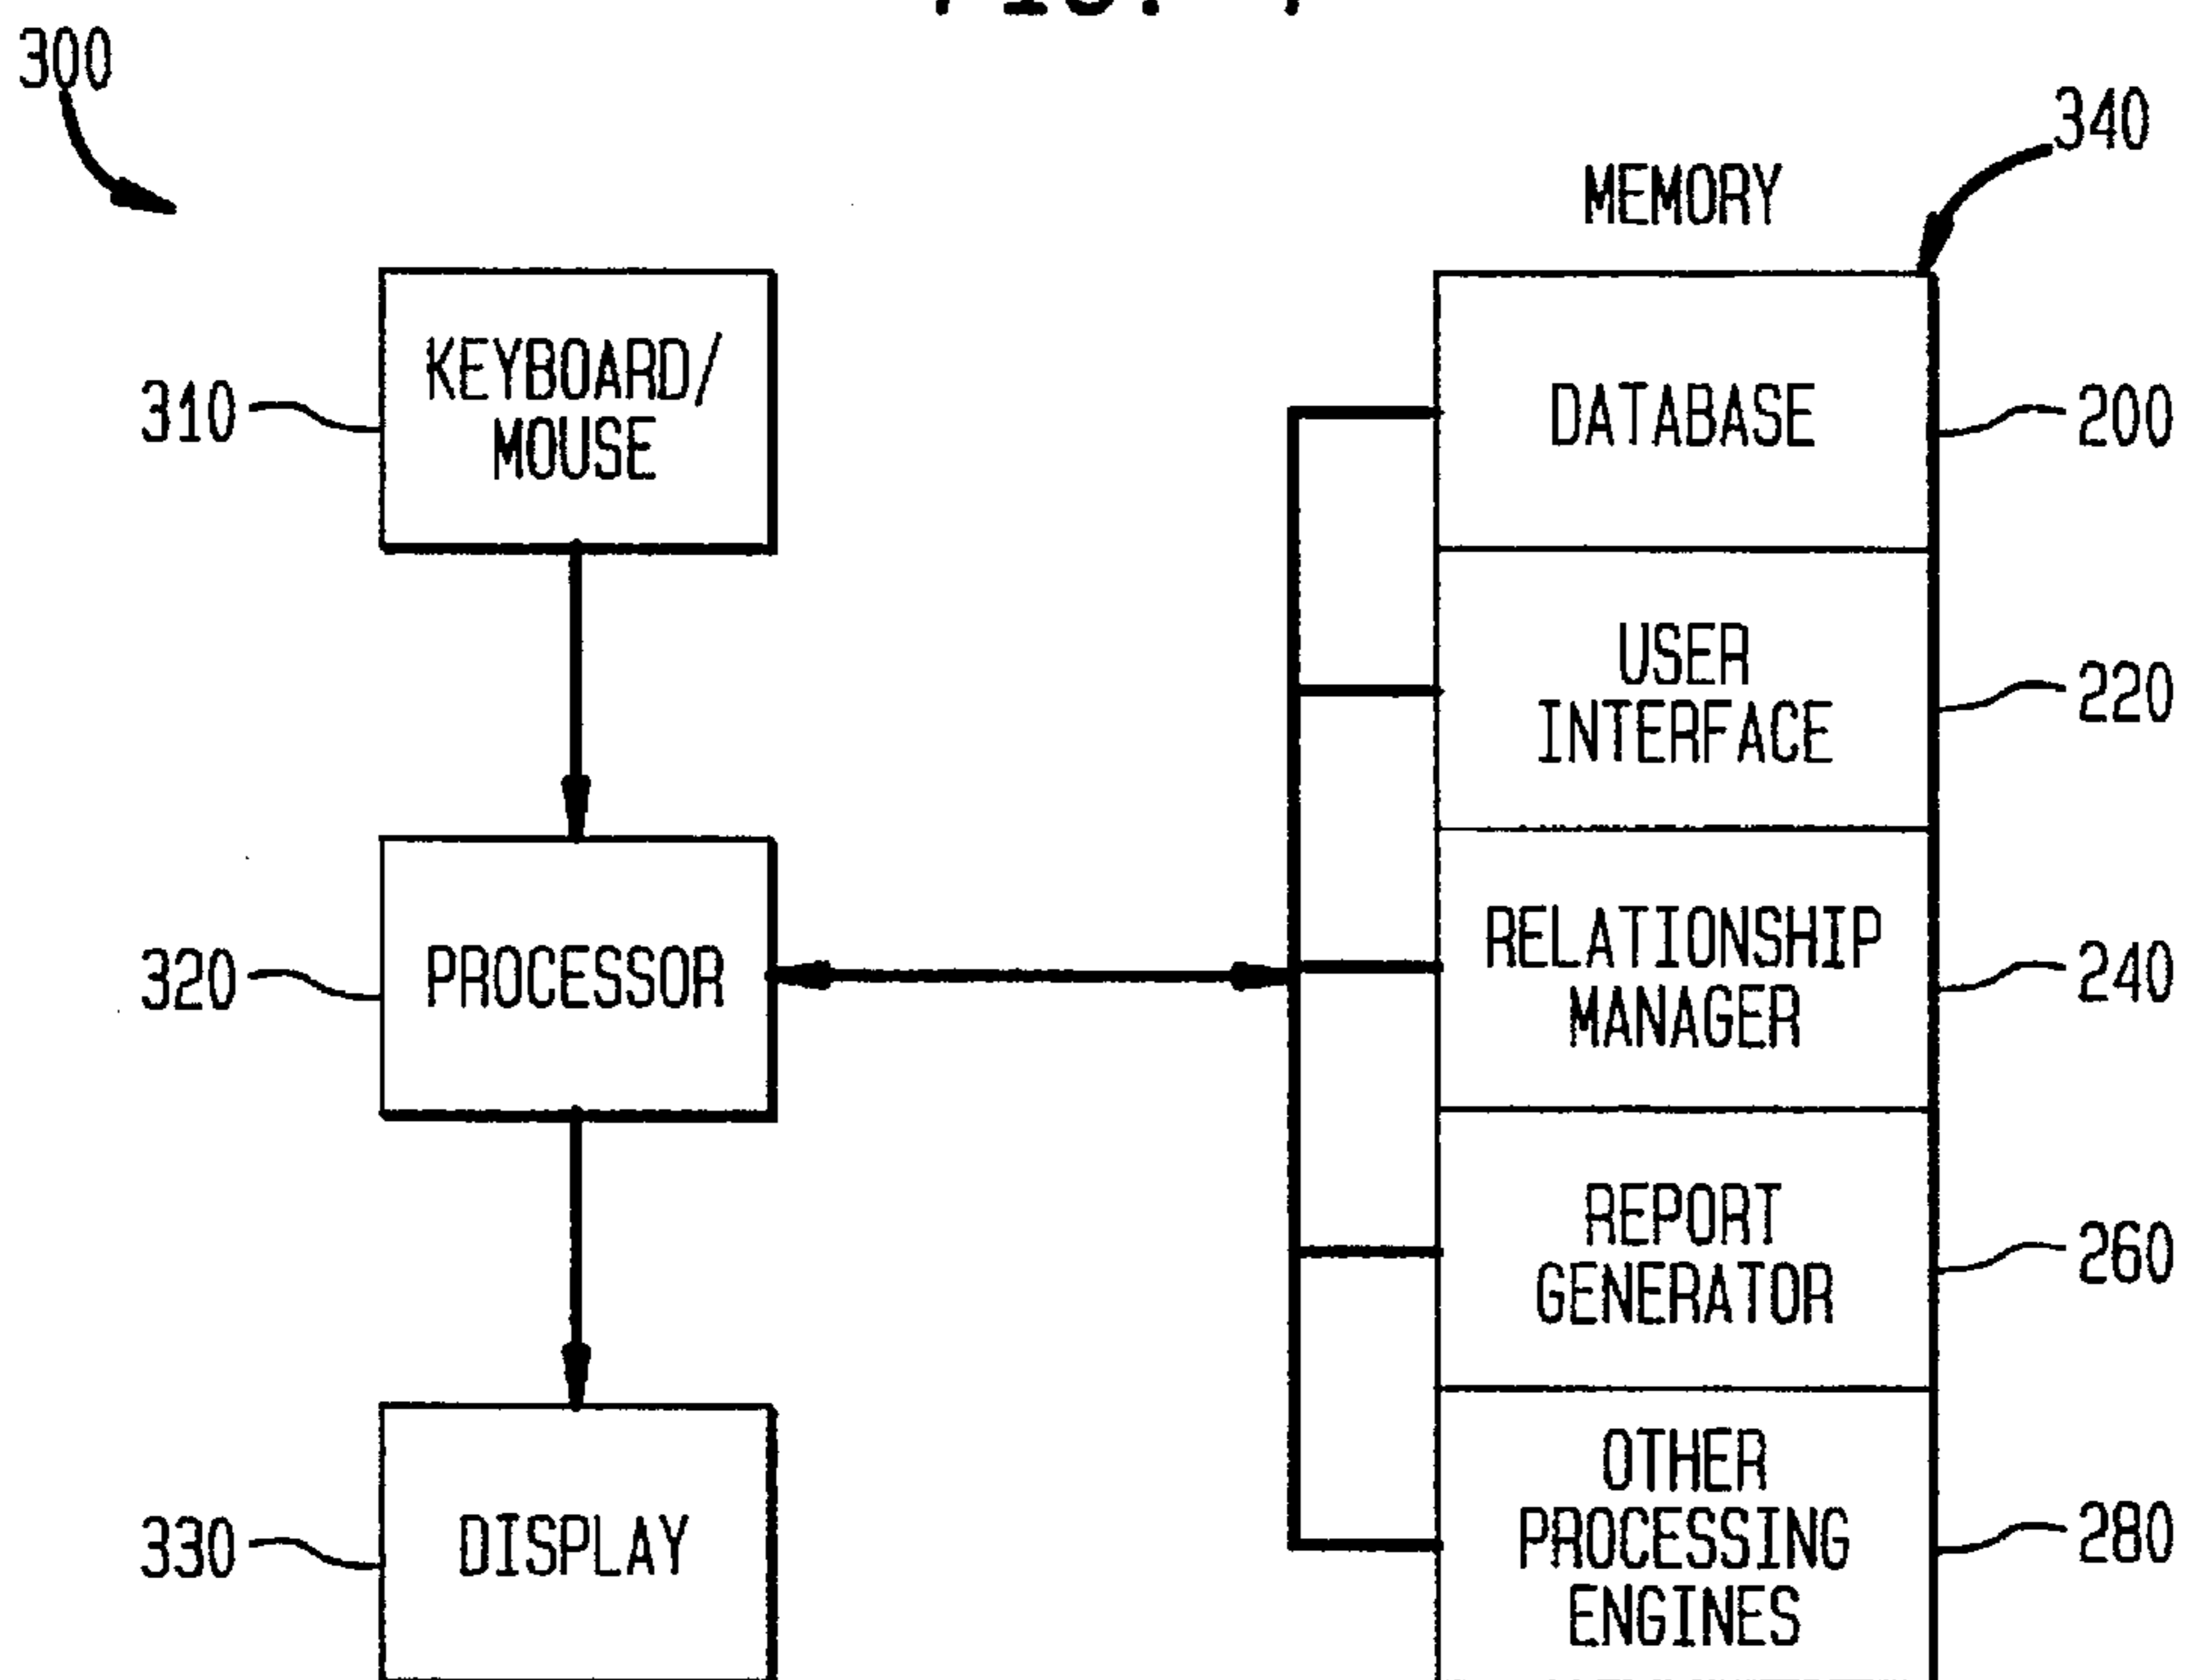 300
340
MEMORY
KEYBOARD/
MOUSE
310
DATABASE
200
USER
INTERFACE
220
PROCESSOR
320
RELATIONSHIP
MANAGER
240
REPORT
GENERATOR
260
DISPLAY
330
OTHER
PROCESSING
ENGINES
280